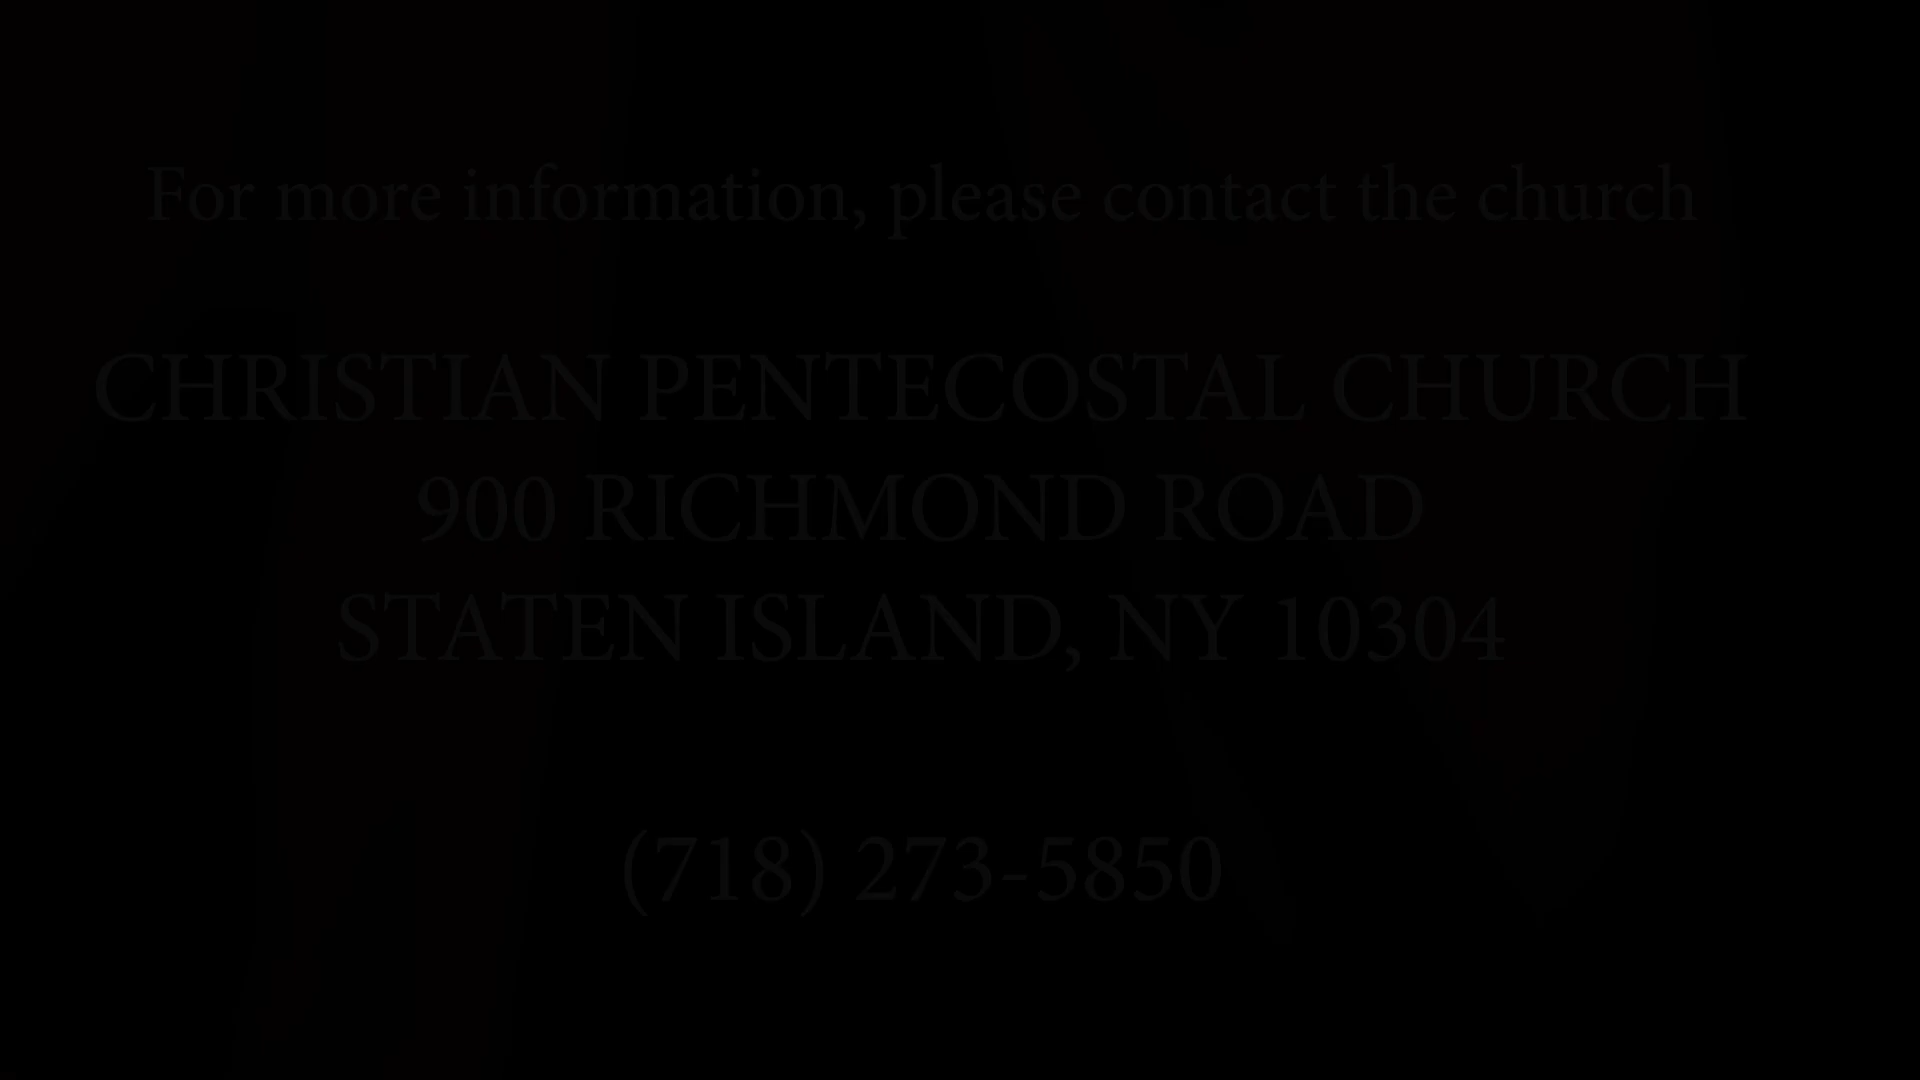 For more information, please contact the church
CHRISTIAN PENTECOSTAL CHURCH
900 RICHMOND ROAD
STATEN ISLAND, NY 10304
(718) 273-5850